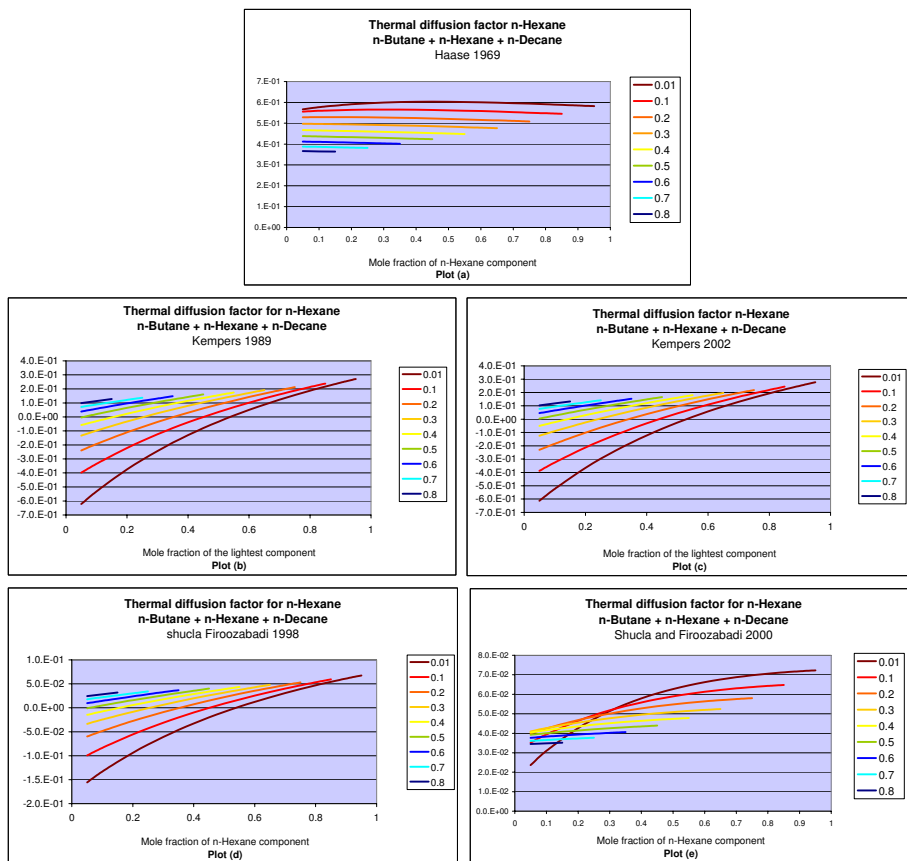 Thermal diffusion factor n-Hexane
n-Butane + n-Hexane + n-Decane
Haase 1969
7.E-01
6.E-01
5.E-01
4.E-01
3.E-01
2.E-01
1.E-01
0.E+00
0 0.1 0.2 0.3 0.4 0.5 0.6 0.7 0.8 0.9 1
Mole fraction of n-Hexane component
Plot (a)
0.01
0.1
0.2
0.3
0.4
0.5
0.6
0.7
0.8
Thermal diffusion factor for n-Hexane
n-Butane + n-Hexane + n-Decane
Kempers 1989
4.0.E-01
3.0.E-01
2.0.E-01
1.0.E-01
0.0.E+00
-1.0.E-01
-2.0.E-01
-3.0.E-01
-4.0.E-01
-5.0.E-01
-6.0.E-01
-7.0.E-01
0 0.2 0.4 0.6 0.8 1
Mole fraction of the lightest component
Plot (b)
0.01
0.1
0.2
0.3
0.4
0.5
0.6
0.7
0.8
Thermal diffusion factor for n-Hexane
n-Butane + n-Hexane + n-Decane
Kempers 2002
4.0.E-01
3.0.E-01
2.0.E-01
1.0.E-01
0.0.E+00
-1.0.E-01
-2.0.E-01
-3.0.E-01
-4.0.E-01
-5.0.E-01
-6.0.E-01
-7.0.E-01
0 0.2 0.4 0.6 0.8 1
Mole fraction of the lightest component
Plot (c)
0.01
0.1
0.2
0.3
0.4
0.5
0.6
0.7
0.8
Thermal diffusion factor for n-Hexane
n-Butane + n-Hexane + n-Decane
shucla Firoozabadi 1998
1.0.E-01
5.0.E-02
0.0.E+00
-5.0.E-02
-1.0.E-01
-1.5.E-01
-2.0.E-01
0 0.2 0.4 0.6 0.8 1
Mole fraction of n-Hexane component
Plot (d)
0.01
0.1
0.2
0.3
0.4
0.5
0.6
0.7
0.8
Thermal diffusion factor for n-Hexane
n-Butane + n-Hexane + n-Decane
Shucla and Firoozabadi 2000
8.0.E-02
7.0.E-02
6.0.E-02
5.0.E-02
4.0.E-02
3.0.E-02
2.0.E-02
1.0.E-02
0.0.E+00
0 0.1 0.2 0.3 0.4 0.5 0.6 0.7 0.8 0.9 1
Mole fraction of n-Hexane component
Plot (e)
0.01
0.1
0.2
0.3
0.4
0.5
0.6
0.7
0.8